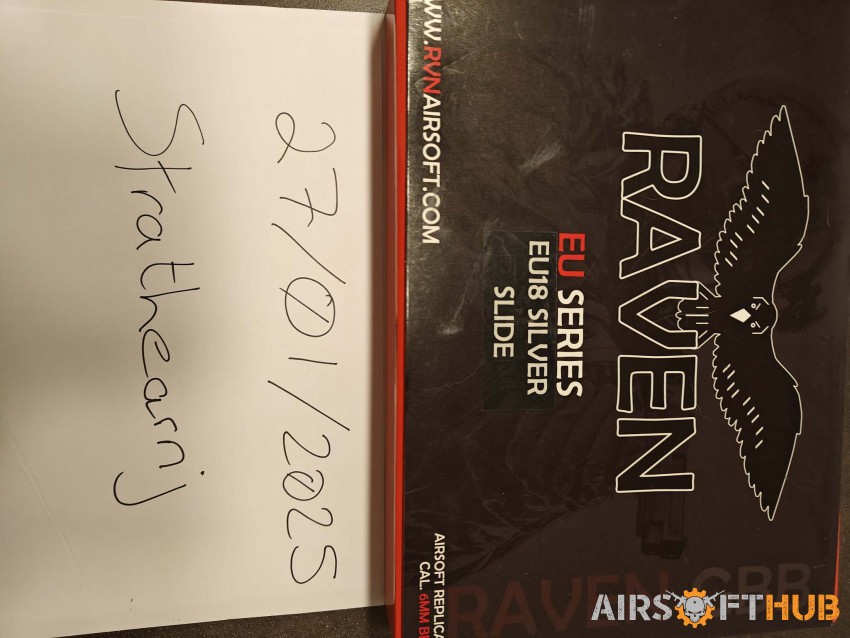 27/01/2025
Strathearnj
RAVEN
EU SERIES
EU18 SILVER
SLIDE
WWW.RVNAIRSOFT.COM
AIRSOFT REPLICA
CAL. 6MM B
RAVEN GBB
AIRSOFTHUB